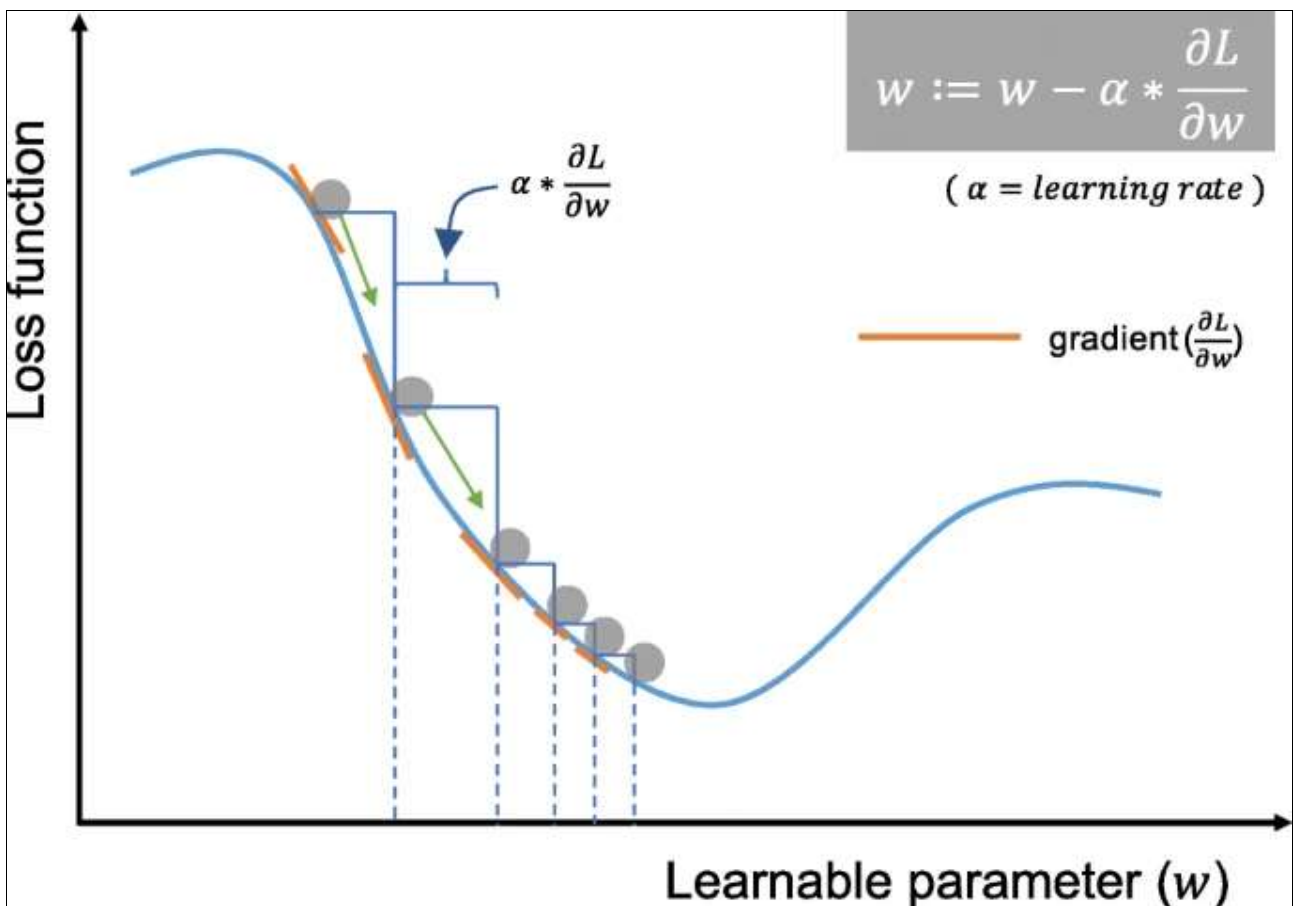 w := w − α * ∂L/∂w
α * ∂L/∂w
( α = learning rate )
Loss function
gradient (∂L/∂w)
Learnable parameter (w)